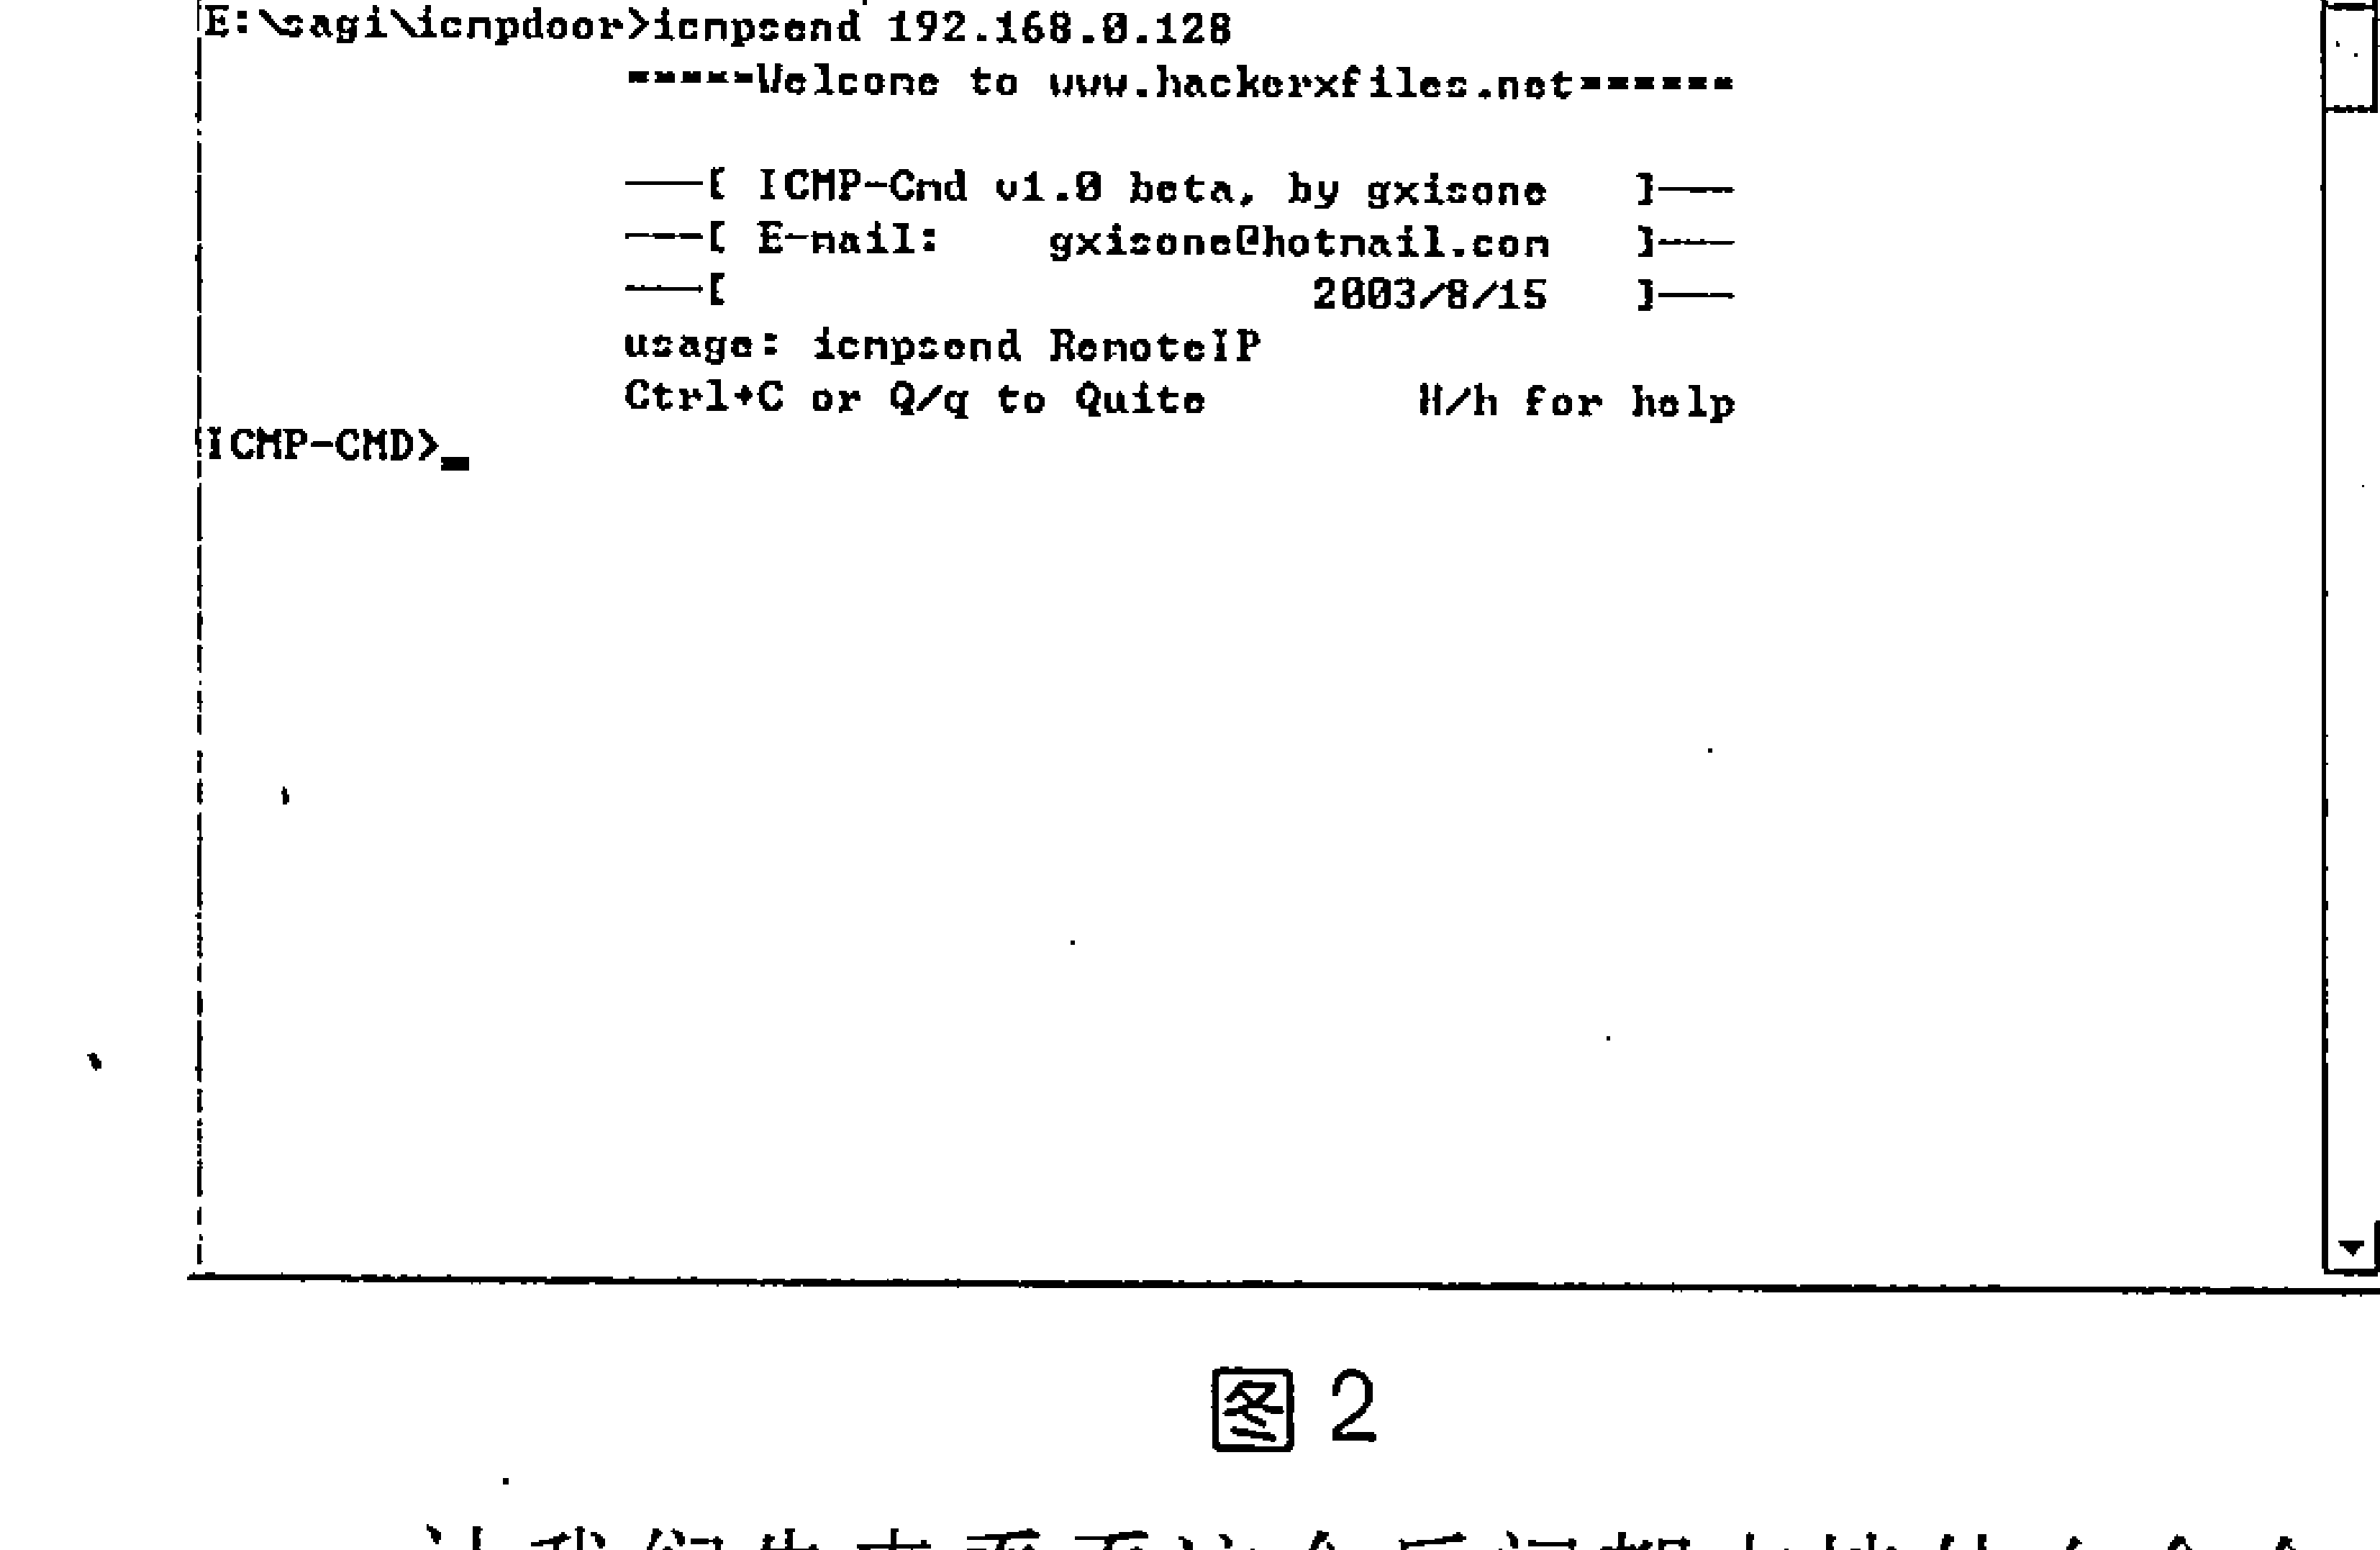 E:\sagi\icmpdoor>icmpsend 192.168.0.128
=====Welcome to www.hackerxfiles.net======
---[ ICMP-Cmd v1.0 beta, by gxisone ]---
---[ E-mail: gxisone@hotmail.com ]---
---[ 2003/8/15 ]---
usage: icmpsend RemoteIP
Ctrl+C or Q/q to Quite H/h for help
ICMP-CMD>_
图 2